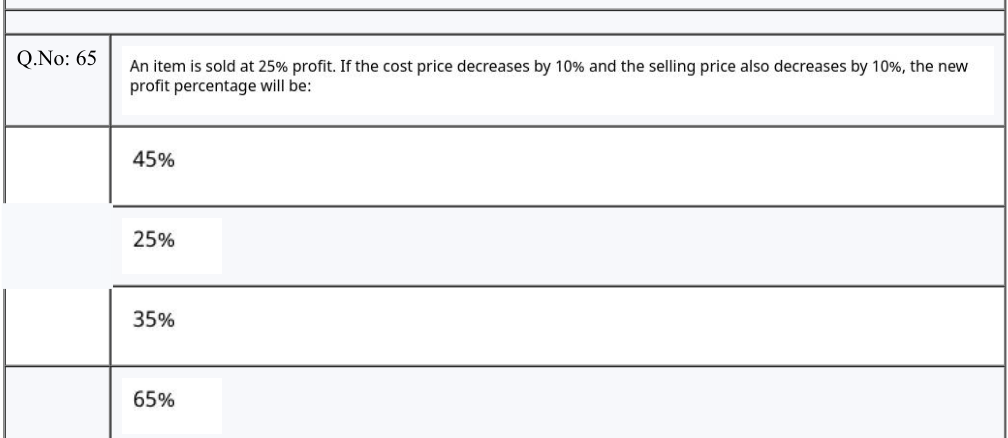 Q.No: 65
An item is sold at 25% profit. If the cost price decreases by 10% and the selling price also decreases by 10%, the new
profit percentage will be:
45%
25%
35%
65%